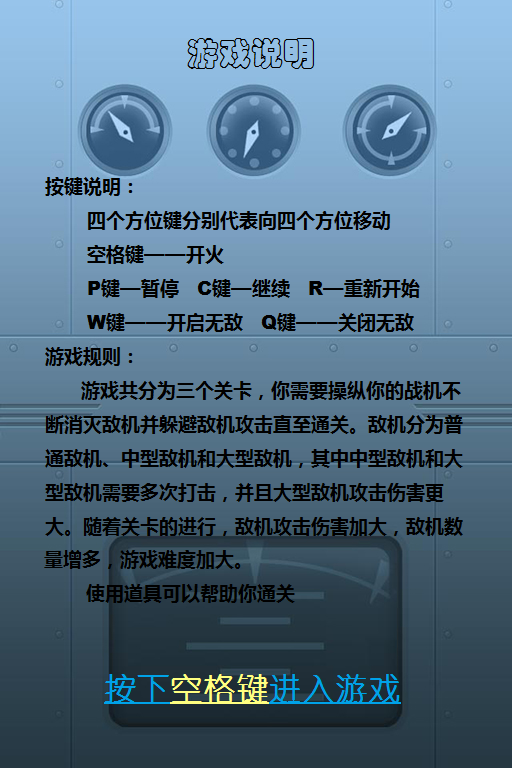 游戏说明
按键说明：
四个方位键分别代表向四个方位移动
空格键——开火
P键—暂停 C键—继续 R—重新开始
W键——开启无敌 Q键——关闭无敌
游戏规则：
游戏共分为三个关卡，你需要操纵你的战机不
断消灭敌机并躲避敌机攻击直至通关。敌机分为普
通敌机、中型敌机和大型敌机，其中中型敌机和大
型敌机需要多次打击，并且大型敌机攻击伤害更
大。随着关卡的进行，敌机攻击伤害加大，敌机数
量增多，游戏难度加大。
使用道具可以帮助你通关
按下空格键进入游戏